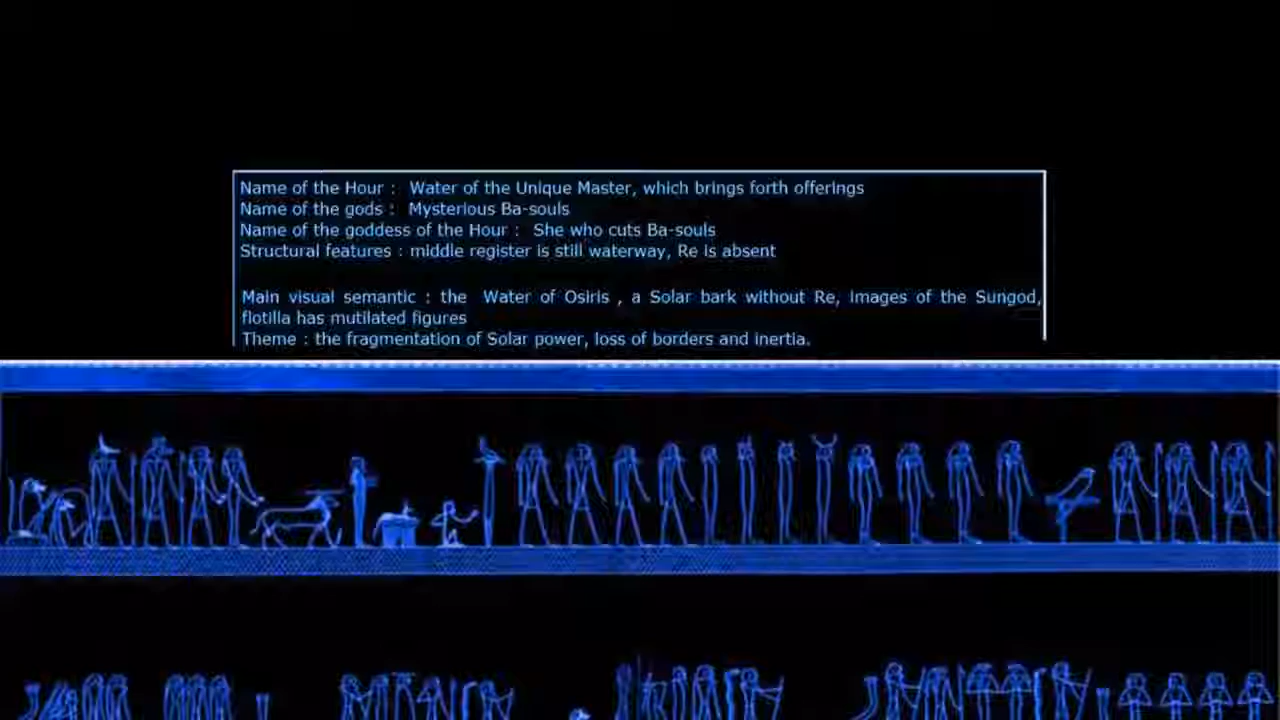 Name of the Hour : Water of the Unique Master, which brings forth offerings
Name of the gods : Mysterious Ba-souls
Name of the goddess of the Hour : She who cuts Ba-souls
Structural features : middle register is still waterway, Re is absent
Main visual semantic : the Water of Osiris , a Solar bark without Re, images of the Sungod,
flotilla has mutilated figures
Theme : the fragmentation of Solar power, loss of borders and inertia.